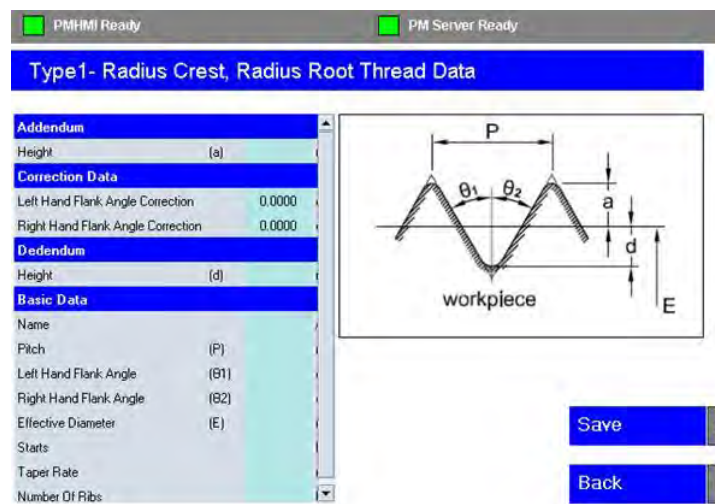 PMHMI Ready
PM Server Ready
Type1- Radius Crest, Radius Root Thread Data
Addendum
Height (a)
Correction Data
Left Hand Flank Angle Correction 0.0000
Right Hand Flank Angle Correction 0.0000
Dedendum
Height (d)
Basic Data
Name
Pitch (P)
Left Hand Flank Angle (θ1)
Right Hand Flank Angle (θ2)
Effective Diameter (E)
Starts
Taper Rate
Number Of Ribs
P
θ1 θ2
a
d
workpiece
E
Save
Back